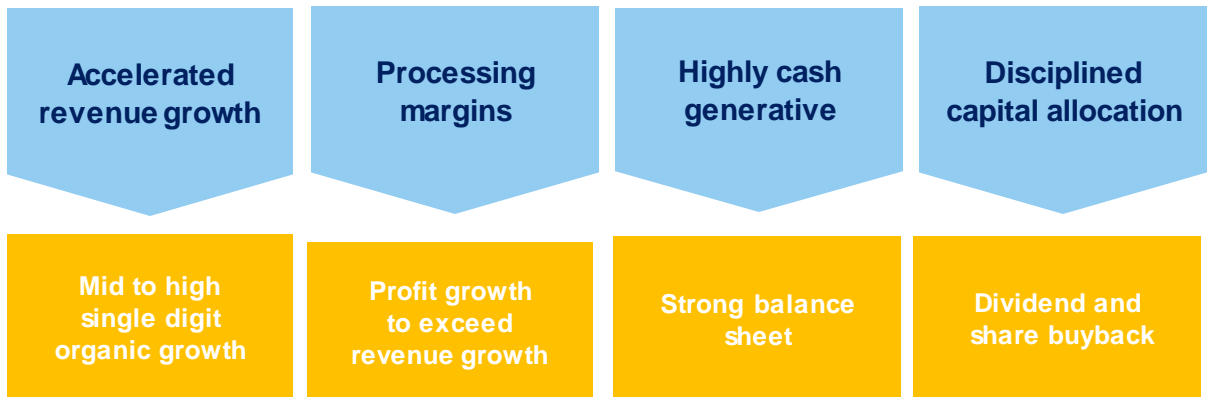 Accelerated
revenue growth
Processing
margins
Highly cash
generative
Disciplined
capital allocation
Mid to high
single digit
organic growth
Profit growth
to exceed
revenue growth
Strong balance
sheet
Dividend and
share buyback